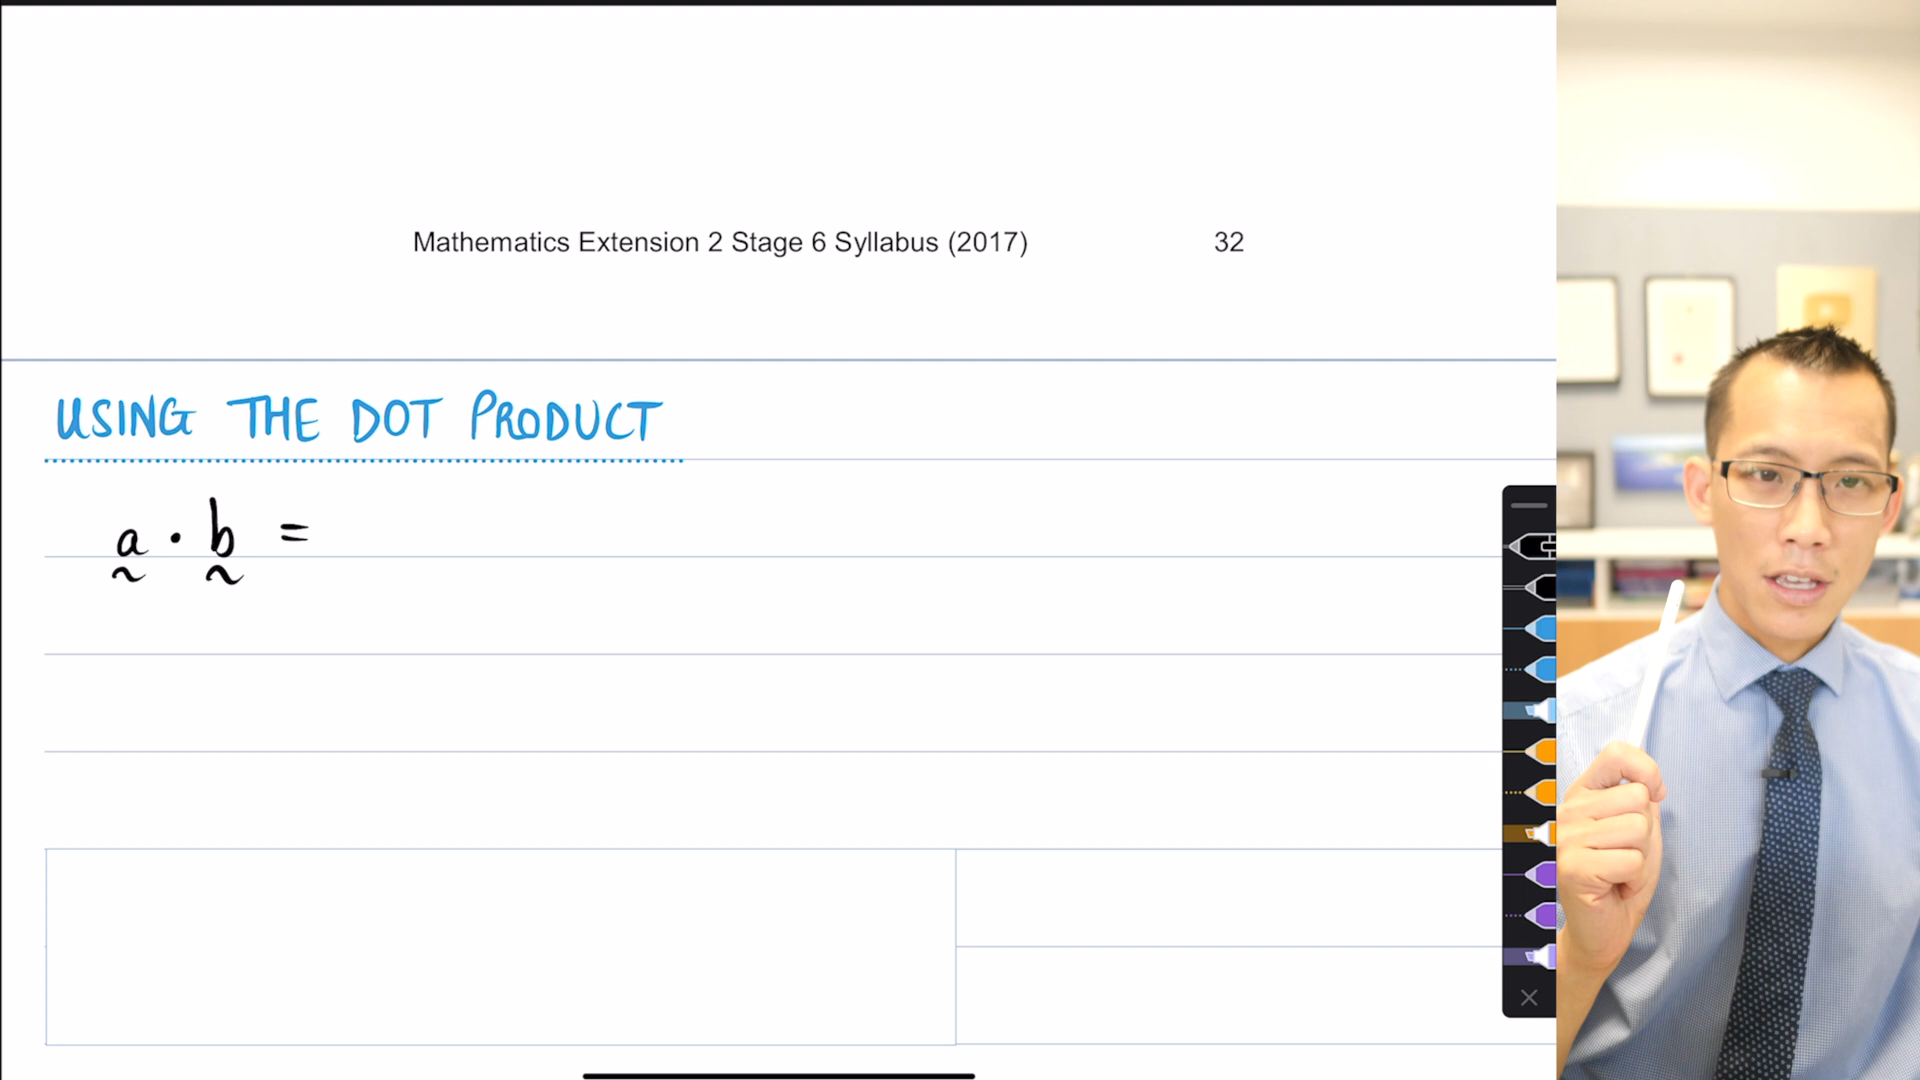 Mathematics Extension 2 Stage 6 Syllabus (2017) 32
USING THE DOT PRODUCT
a · b =
~ ~